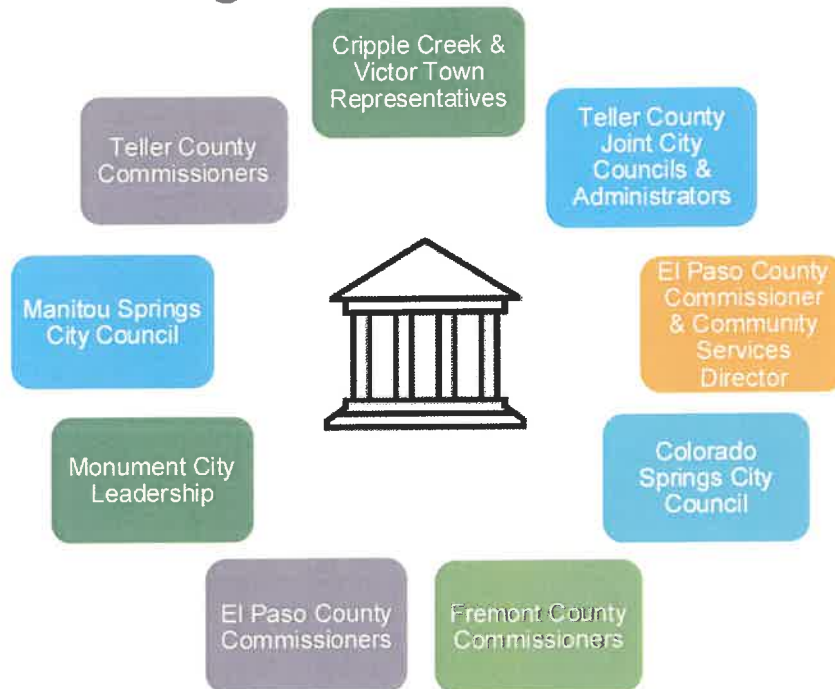 Cripple Creek &
Victor Town
Representatives
Teller County
Joint City
Councils &
Administrators
El Paso County
Commissioner
& Community
Services
Director
Colorado
Springs City
Council
Fremont County
Commissioners
El Paso County
Commissioners
Monument City
Leadership
Manitou Springs
City Council
Teller County
Commissioners